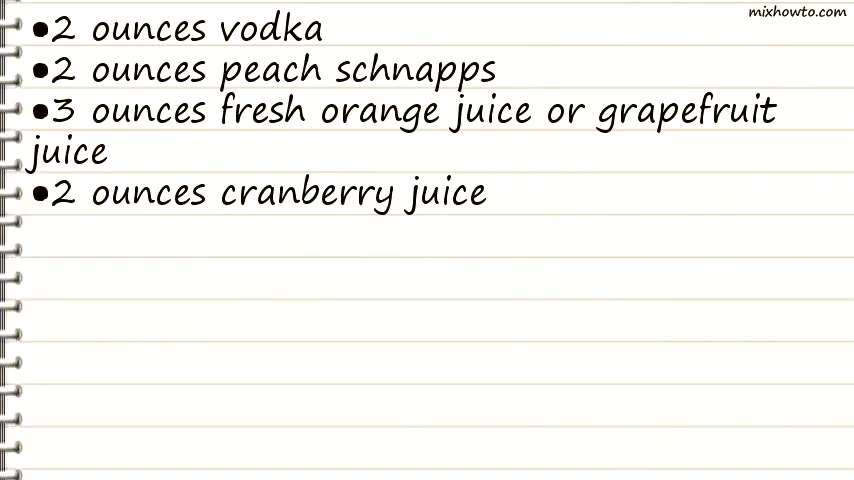 mixhowto.com
•2 ounces vodka
•2 ounces peach schnapps
•3 ounces fresh orange juice or grapefruit
juice
•2 ounces cranberry juice